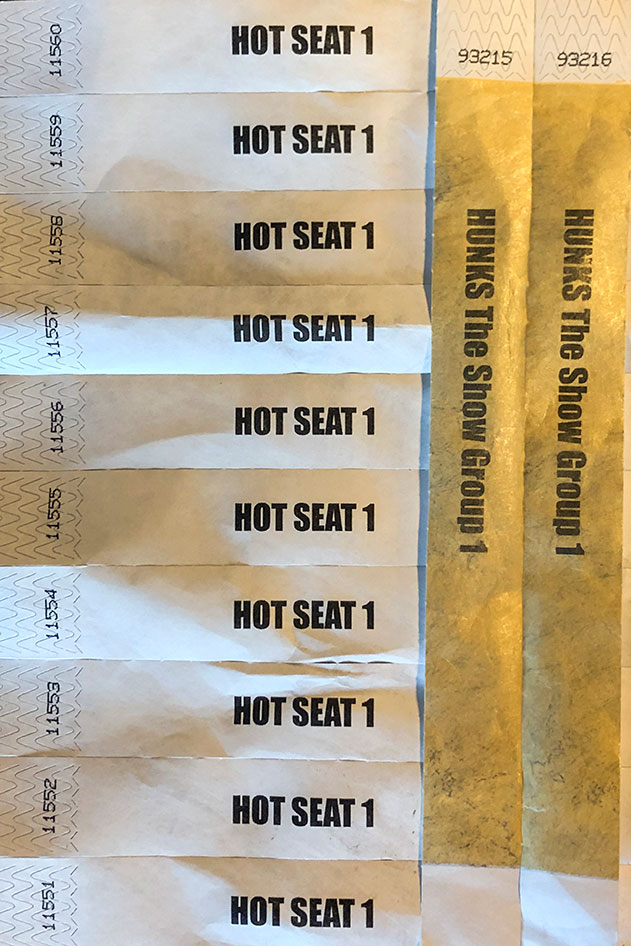 11560 HOT SEAT 1
11559 HOT SEAT 1
11558 HOT SEAT 1
11557 HOT SEAT 1
11556 HOT SEAT 1
11555 HOT SEAT 1
11554 HOT SEAT 1
11553 HOT SEAT 1
11552 HOT SEAT 1
11551 HOT SEAT 1
93215
HUNKS The Show Group 1
93216
HUNKS The Show Group 1